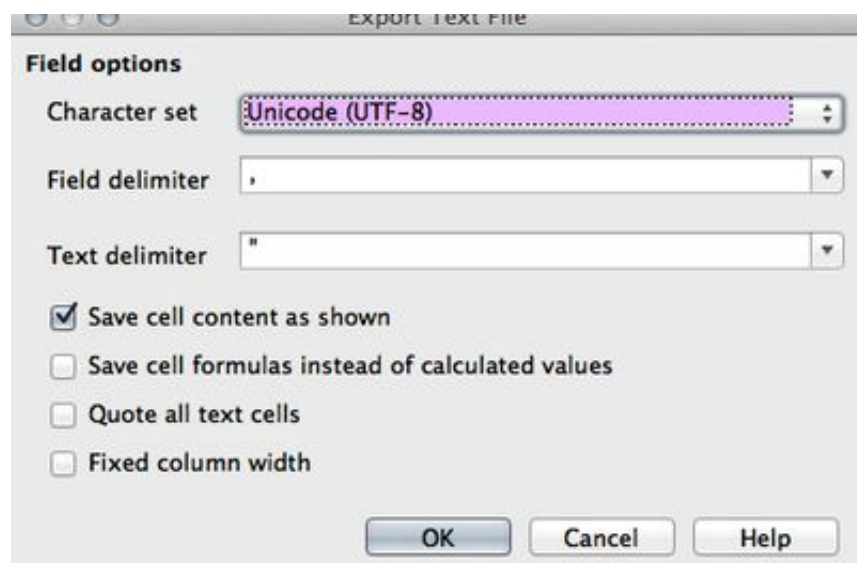 Export Text File
Field options
Character set Unicode (UTF-8)
Field delimiter ,
Text delimiter "
Save cell content as shown
Save cell formulas instead of calculated values
Quote all text cells
Fixed column width
OK Cancel Help